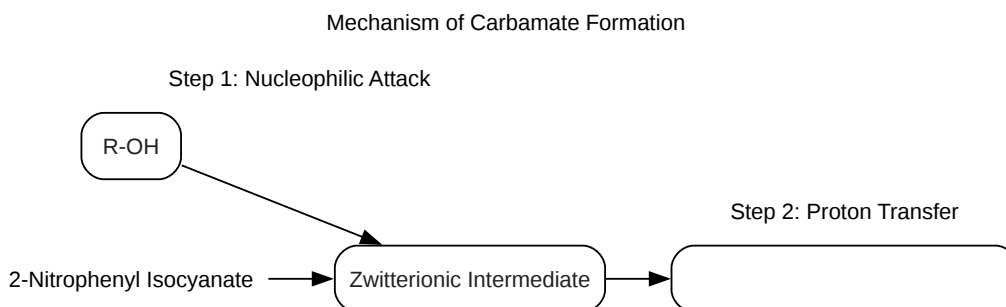 Mechanism of Carbamate Formation
Step 1: Nucleophilic Attack
R-OH
Step 2: Proton Transfer
2-Nitrophenyl Isocyanate
Zwitterionic Intermediate